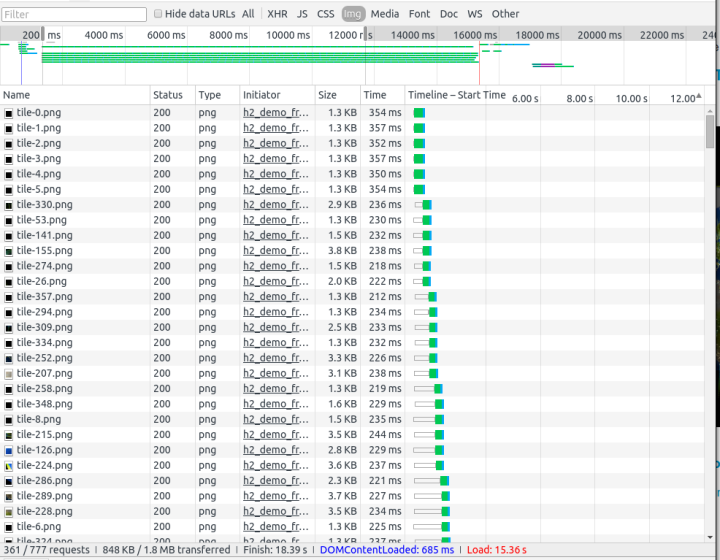 Filter Hide data URLs All XHR JS CSS Img Media Font Doc WS Other
200 ms 4000 ms 6000 ms 8000 ms 10000 ms 12000 ms 14000 ms 16000 ms 18000 ms 20000 ms 22000 ms 240
Name Status Type Initiator Size Time Timeline – Start Time 6.00 s 8.00 s 10.00 s 12.00
tile-0.png 200 png h2_demo_fr... 1.3 KB 354 ms
tile-1.png 200 png h2_demo_fr... 1.3 KB 357 ms
tile-2.png 200 png h2_demo_fr... 1.3 KB 352 ms
tile-3.png 200 png h2_demo_fr... 1.3 KB 357 ms
tile-4.png 200 png h2_demo_fr... 1.3 KB 350 ms
tile-5.png 200 png h2_demo_fr... 1.3 KB 354 ms
tile-330.png 200 png h2_demo_fr... 2.9 KB 236 ms
tile-53.png 200 png h2_demo_fr... 1.3 KB 230 ms
tile-141.png 200 png h2_demo_fr... 1.5 KB 232 ms
tile-155.png 200 png h2_demo_fr... 3.8 KB 238 ms
tile-274.png 200 png h2_demo_fr... 1.5 KB 218 ms
tile-26.png 200 png h2_demo_fr... 2.0 KB 222 ms
tile-357.png 200 png h2_demo_fr... 1.3 KB 212 ms
tile-294.png 200 png h2_demo_fr... 1.3 KB 234 ms
tile-309.png 200 png h2_demo_fr... 2.5 KB 233 ms
tile-334.png 200 png h2_demo_fr... 1.3 KB 232 ms
tile-252.png 200 png h2_demo_fr... 3.3 KB 226 ms
tile-207.png 200 png h2_demo_fr... 3.1 KB 238 ms
tile-258.png 200 png h2_demo_fr... 1.3 KB 219 ms
tile-348.png 200 png h2_demo_fr... 1.6 KB 229 ms
tile-8.png 200 png h2_demo_fr... 1.5 KB 235 ms
tile-215.png 200 png h2_demo_fr... 3.5 KB 244 ms
tile-126.png 200 png h2_demo_fr... 2.8 KB 229 ms
tile-224.png 200 png h2_demo_fr... 3.6 KB 237 ms
tile-286.png 200 png h2_demo_fr... 2.3 KB 221 ms
tile-289.png 200 png h2_demo_fr... 3.7 KB 227 ms
tile-228.png 200 png h2_demo_fr... 3.5 KB 234 ms
tile-6.png 200 png h2_demo_fr... 1.3 KB 225 ms
tile-324.png 200 png h2_demo_fr... 1.3 KB 237 ms
361 / 777 requests | 848 KB / 1.8 MB transferred | Finish: 18.39 s | DOMContentLoaded: 685 ms | Load: 15.36 s